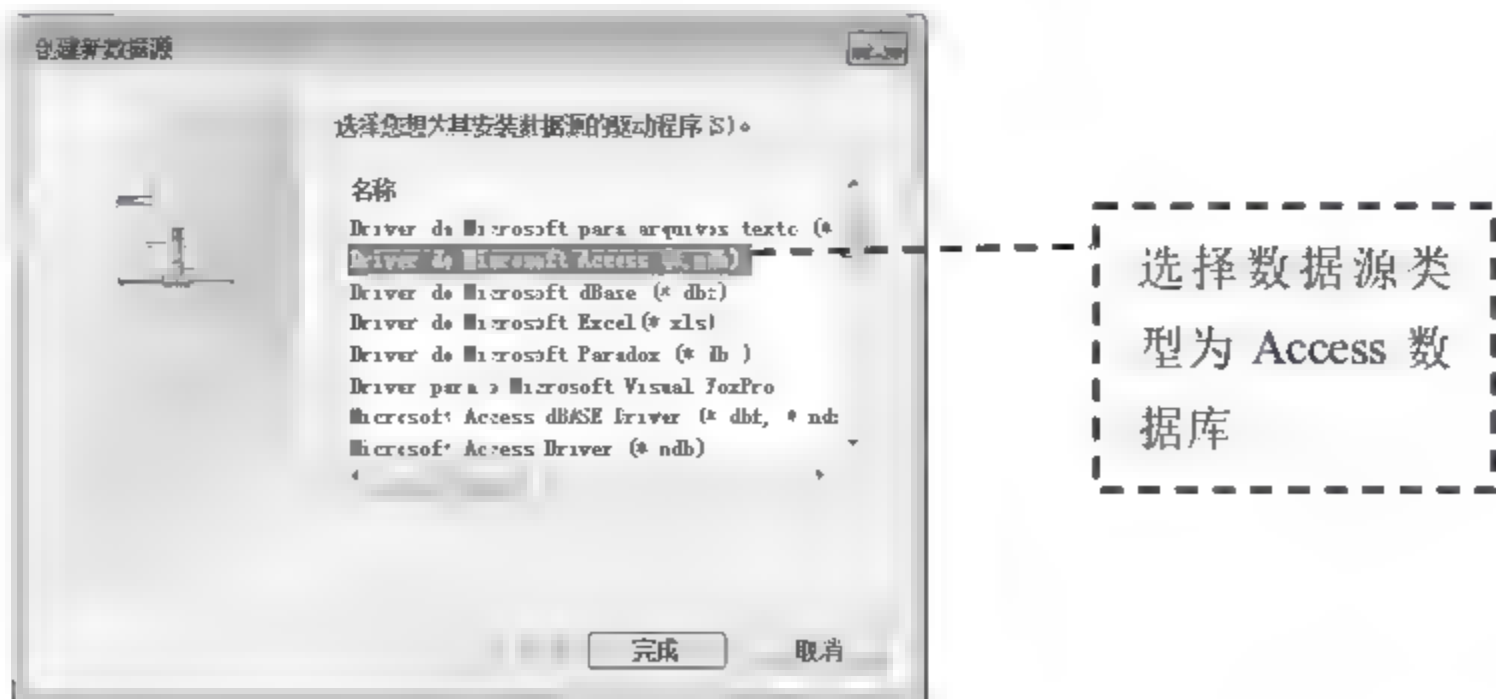 创建新数据源
选择您想为其安装数据源的驱动程序(S)。
名称
Driver do Microsoft para arquivos texto (*
Driver do Microsoft Access (*.mdb)
Driver do Microsoft dBase (*.dbf)
Driver do Microsoft Excel(*.xls)
Driver do Microsoft Paradox (*.db )
Driver para o Microsoft Visual FoxPro
Microsoft Access dBASE Driver (*.dbf, *.ndx
Microsoft Access Driver (*.mdb)
完成
取消
选择数据源类
型为 Access 数
据库